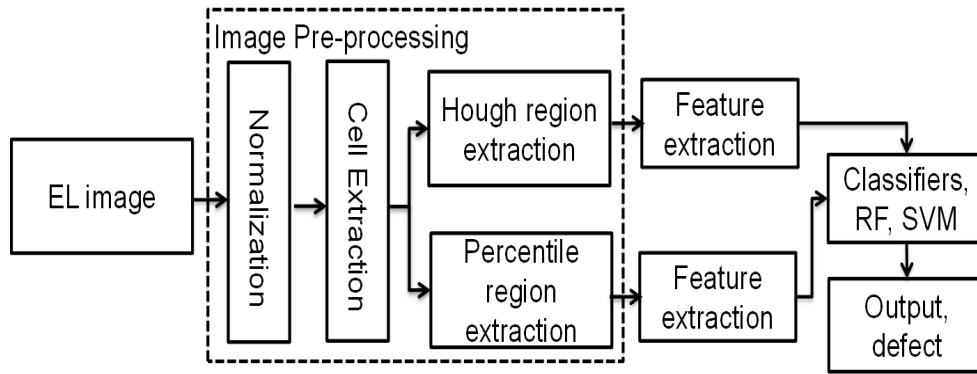 Image Pre-processing
EL image
Normalization
Cell Extraction
Hough region
extraction
Percentile
region
extraction
Feature
extraction
Feature
extraction
Classifiers,
RF, SVM
Output,
defect